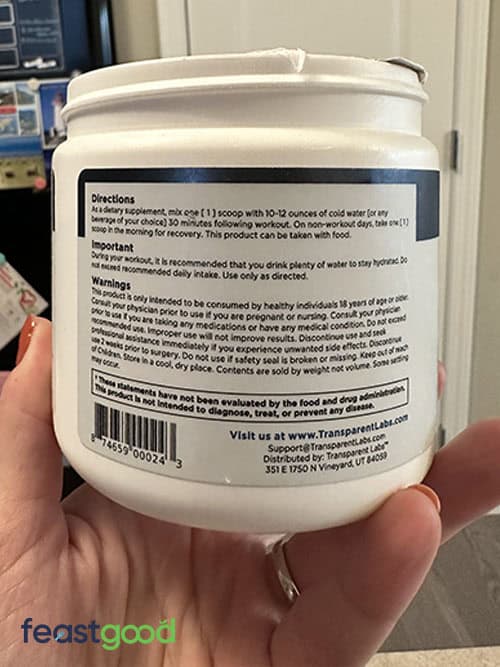 Directions
As a dietary supplement, mix one ( 1 ) scoop with 10-12 ounces of cold water (or any
beverage of your choice) 30 minutes following workout. On non-workout days, take one ( 1 )
scoop in the morning for recovery. This product can be taken with food.
Important
During your workout, it is recommended that you drink plenty of water to stay hydrated. Do
not exceed recommended daily intake. Use only as directed.
Warnings
This product is only intended to be consumed by healthy individuals 18 years of age or older.
Consult your physician prior to use if you are pregnant or nursing. Consult your physician
prior to use if you are taking any medications or have any medical condition. Do not exceed
recommended use. Improper use will not improve results. Discontinue use and seek
professional assistance immediately if you experience unwanted side effects. Discontinue
use 2 weeks prior to surgery. Do not use if safety seal is broken or missing. Keep out of reach
of Children. Store in a cool, dry place. Contents are sold by weight not volume. Some settling
may occur.
* These statements have not been evaluated by the food and drug administration.
This product is not intended to diagnose, treat, or prevent any disease.
8 74659 00024 3
Visit us at www.TransparentLabs.com
Support@TransparentLabs.com
Distributed by: Transparent Labs™
351 E 1750 N Vineyard, UT 84059
feastgood